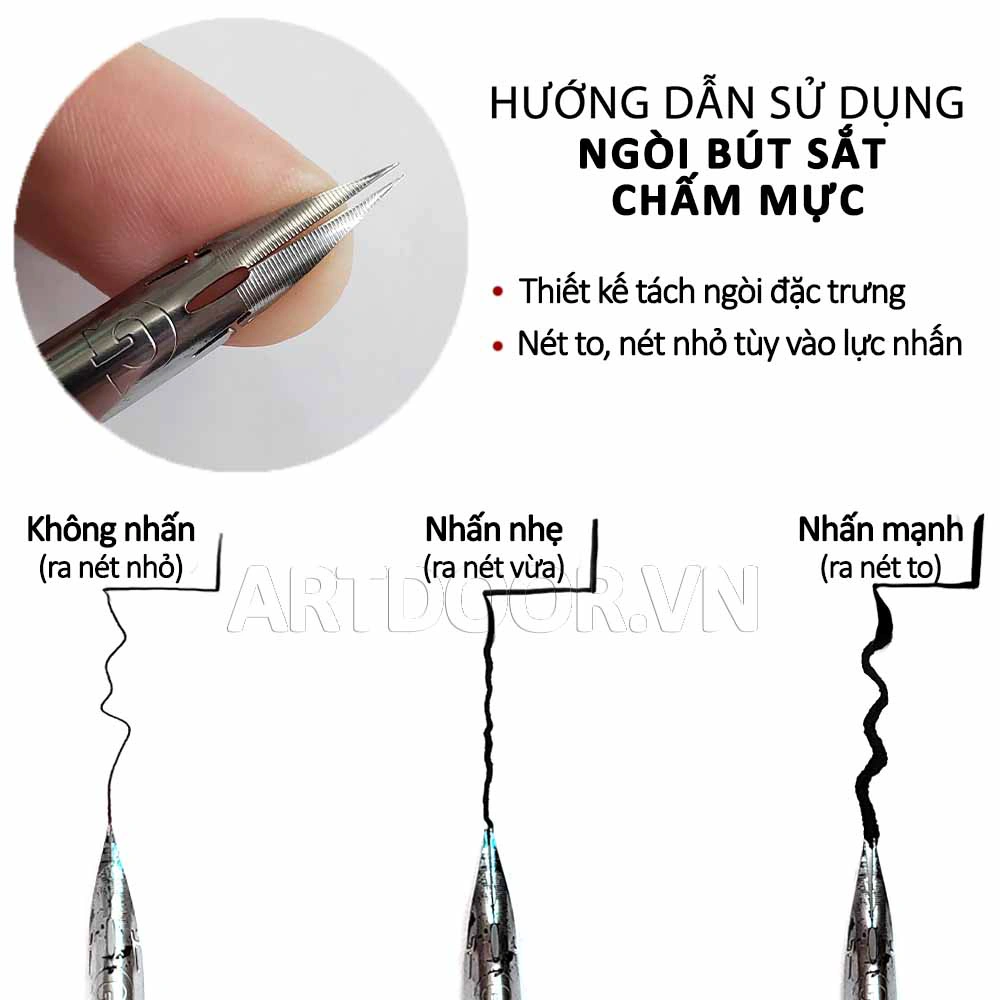 HƯỚNG DẪN SỬ DỤNG
NGÒI BÚT SẮT
CHẤM MỰC
• Thiết kế tách ngòi đặc trưng
• Nét to, nét nhỏ tùy vào lực nhấn
Không nhấn
(ra nét nhỏ)
Nhấn nhẹ
(ra nét vừa)
Nhấn mạnh
(ra nét to)
ARTDOOR.VN